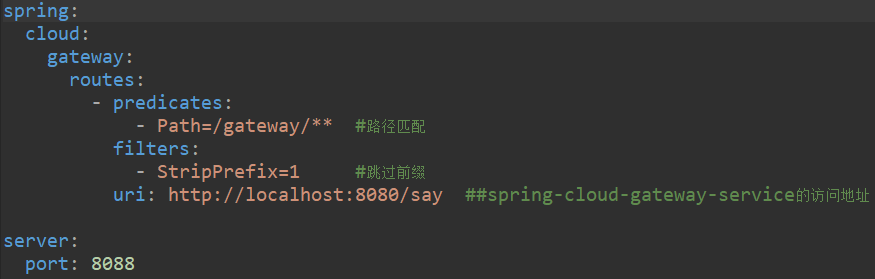 spring:
  cloud:
    gateway:
      routes:
        - predicates:
            - Path=/gateway/**  #路径匹配
          filters:
            - StripPrefix=1     #跳过前缀
          uri: http://localhost:8080/say  ##spring-cloud-gateway-service的访问地址
server:
  port: 8088